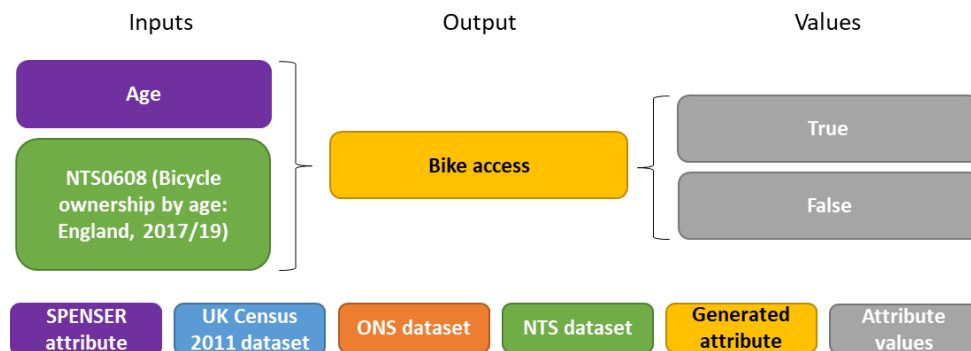 Inputs
Output
Values
Age
NTS0608 (Bicycle
ownership by age:
England, 2017/19)
Bike access
True
False
SPENSER
attribute
UK Census
2011 dataset
ONS dataset
NTS dataset
Generated
attribute
Attribute
values